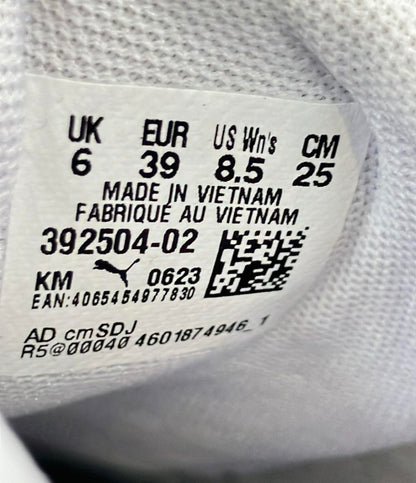 UK EUR US Wn's CM
6 39 8.5 25
MADE IN VIETNAM
FABRIQUÉ AU VIETNAM
392504-02
KM 0623
EAN:4065454977830
AD cmSDJ
R5@00040 4601874946_1